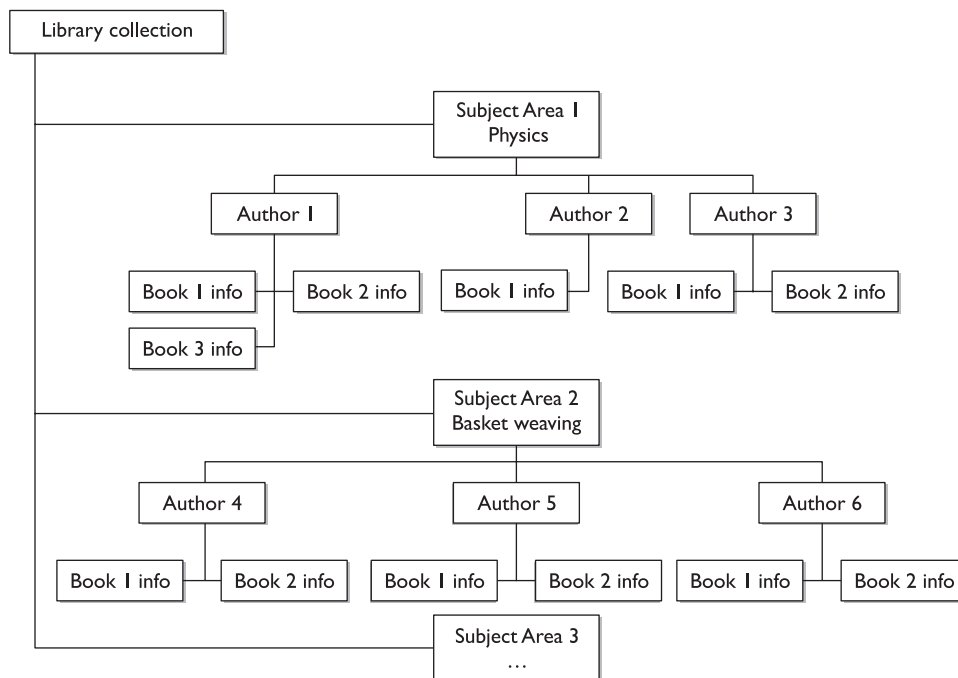 Library collection
Subject Area 1
Physics
Author 1
Author 2
Author 3
Book 1 info
Book 2 info
Book 1 info
Book 1 info
Book 2 info
Book 3 info
Subject Area 2
Basket weaving
Author 4
Author 5
Author 6
Book 1 info
Book 2 info
Book 1 info
Book 2 info
Book 1 info
Book 2 info
Subject Area 3
…